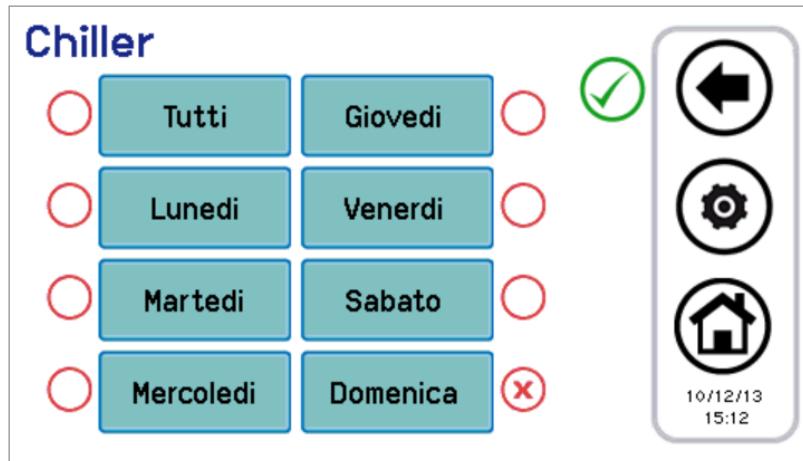 Chiller
Tutti
Giovedi
Lunedi
Venerdi
Martedi
Sabato
Mercoledi
Domenica
10/12/13
15:12